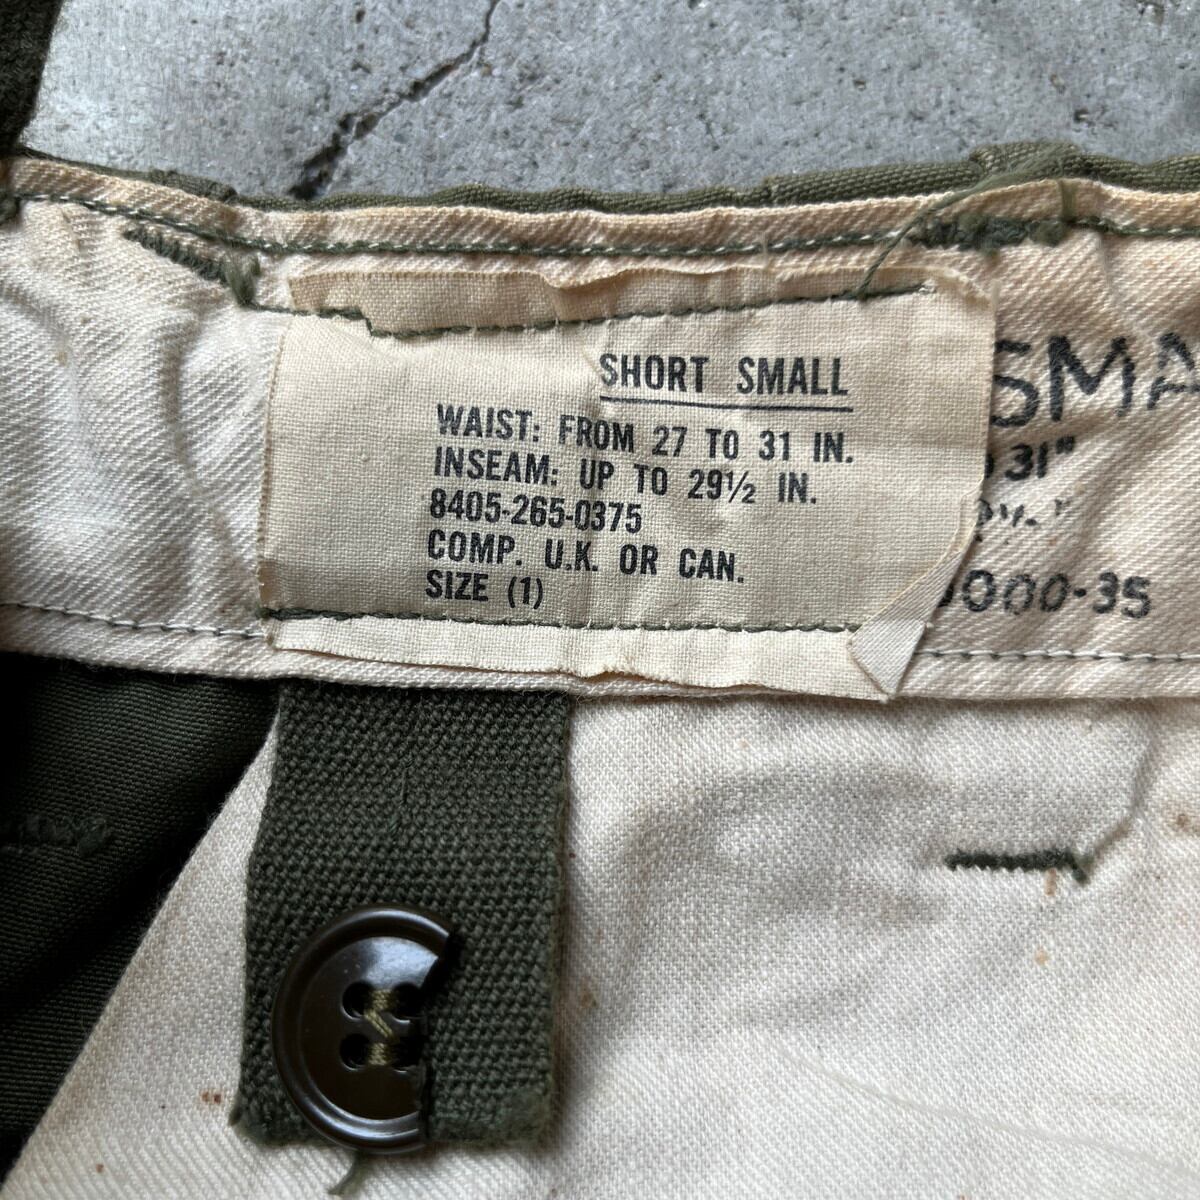 SHORT SMALL
WAIST: FROM 27 TO 31 IN.
INSEAM: UP TO 29½ IN.
8405-265-0375
COMP. U.K. OR CAN.
SIZE (1)
SMA
31"
000-35